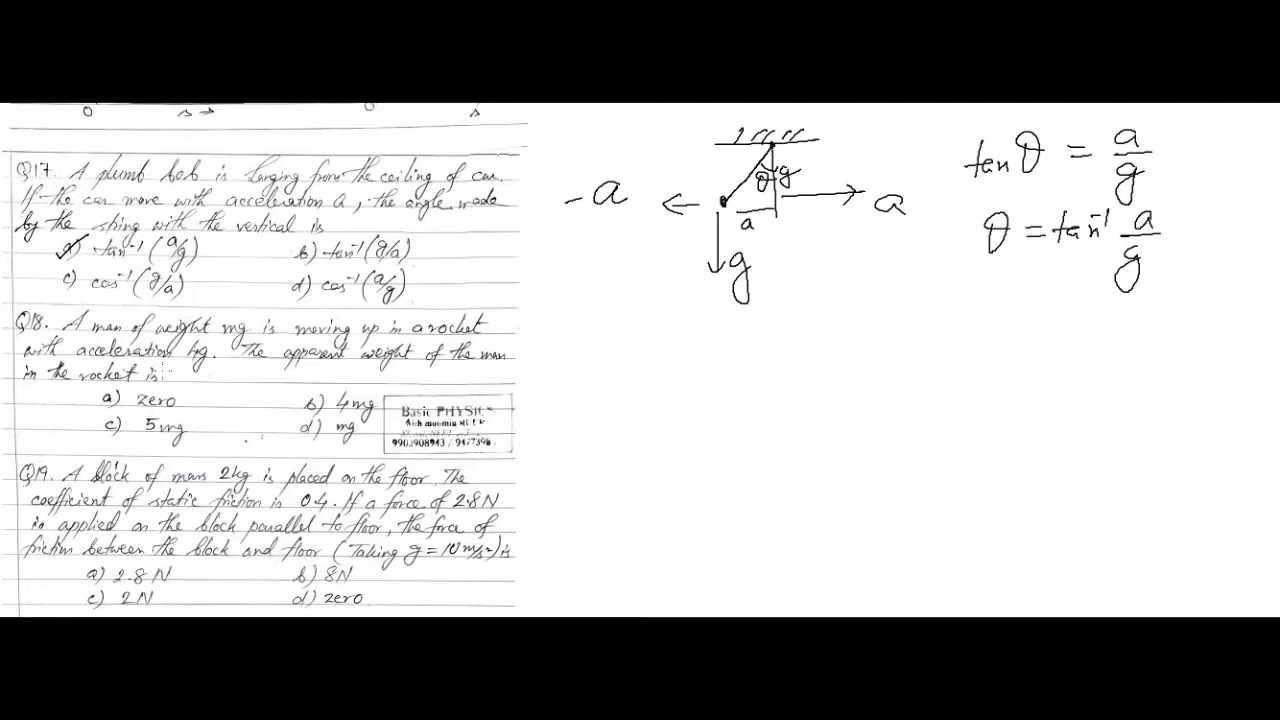 0 s → 0 s
Q17. A plumb bob is hanging from the ceiling of car.
If the car move with acceleration a, the angle made
by the string with the vertical is
a) tan⁻¹ (a/g) b) tan⁻¹ (g/a)
c) cos⁻¹ (g/a) d) cos⁻¹ (a/g)
Q18. A man of weight mg is moving up in a rocket
with acceleration 4g. The apparent weight of the man
in the rocket is
a) zero b) 4mg
c) 5mg d) mg
Basic PHYSICS
9903908943 / 9477398
Q19. A block of mass 2kg is placed on the floor. The
coefficient of static friction is 0.4. If a force of 2.8N
is applied on the block parallel to floor, the force of
friction between the block and floor (Taking g = 10 m/s²) is
a) 2.8 N b) 8N
c) 2N d) zero
θ g
-a ← a → a
g
tan θ = a/g
θ = tan⁻¹ a/g